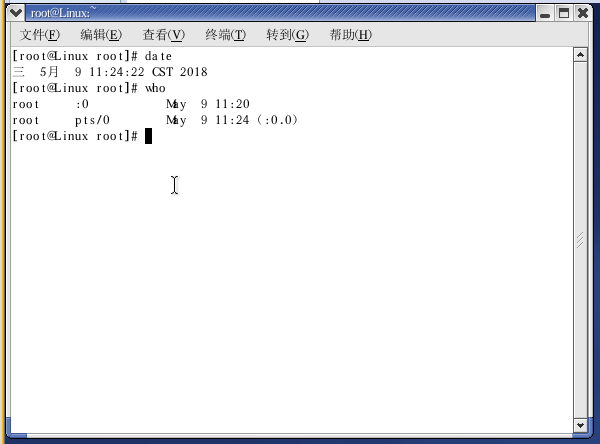 root@Linux:~
文件(F) 编辑(E) 查看(V) 终端(T) 转到(G) 帮助(H)
[root@Linux root]# date
三 5月 9 11:24:22 CST 2018
[root@Linux root]# who
root :0 May 9 11:20
root pts/0 May 9 11:24 (:0.0)
[root@Linux root]#